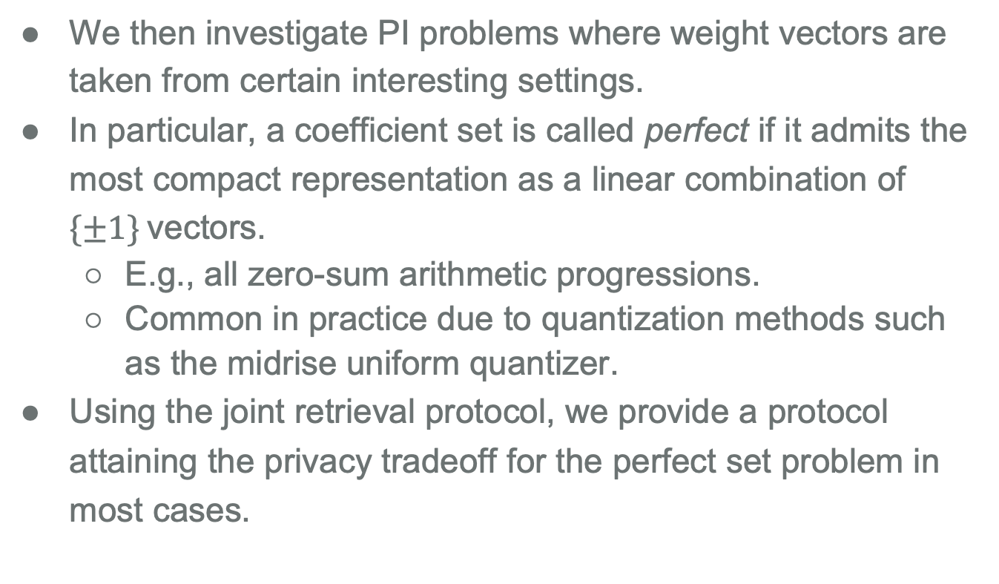 ● We then investigate PI problems where weight vectors are
taken from certain interesting settings.
● In particular, a coefficient set is called perfect if it admits the
most compact representation as a linear combination of
{±1} vectors.
○ E.g., all zero-sum arithmetic progressions.
○ Common in practice due to quantization methods such
as the midrise uniform quantizer.
● Using the joint retrieval protocol, we provide a protocol
attaining the privacy tradeoff for the perfect set problem in
most cases.